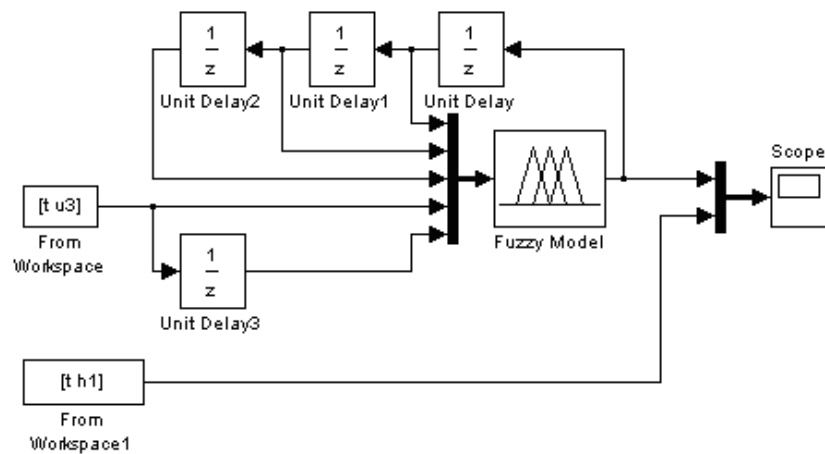 1
z
1
z
1
z
Unit Delay2
Unit Delay1
Unit Delay
Scope
[t u3]
From
Workspace
Fuzzy Model
1
z
Unit Delay3
[t h1]
From
Workspace1